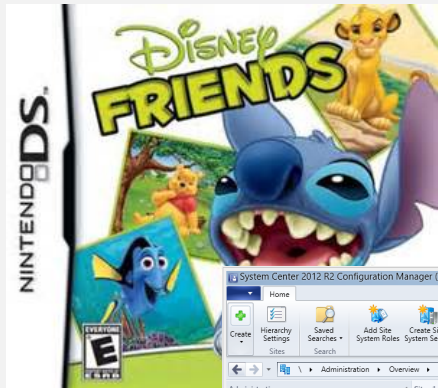 Disney
FRIENDS
NINTENDO DS
EVERYONE
E
ESRB
System Center 2012 R2 Configuration Manager (
Home
Create
Hierarchy Settings
Saved Searches
Add Site System Roles
Sites
Search
\ Administration Overview